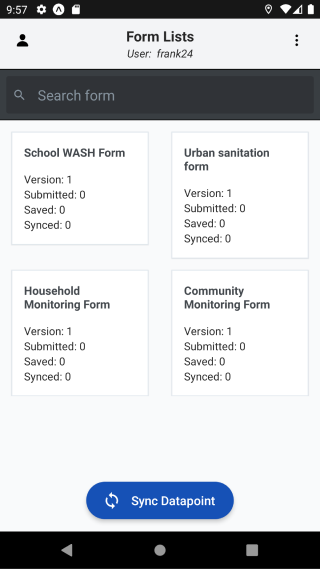 9:57
Form Lists
User: frank24
Search form
School WASH Form
Version: 1
Submitted: 0
Saved: 0
Synced: 0
Urban sanitation
form
Version: 1
Submitted: 0
Saved: 0
Synced: 0
Household
Monitoring Form
Version: 1
Submitted: 0
Saved: 0
Synced: 0
Community
Monitoring Form
Version: 1
Submitted: 0
Saved: 0
Synced: 0
Sync Datapoint